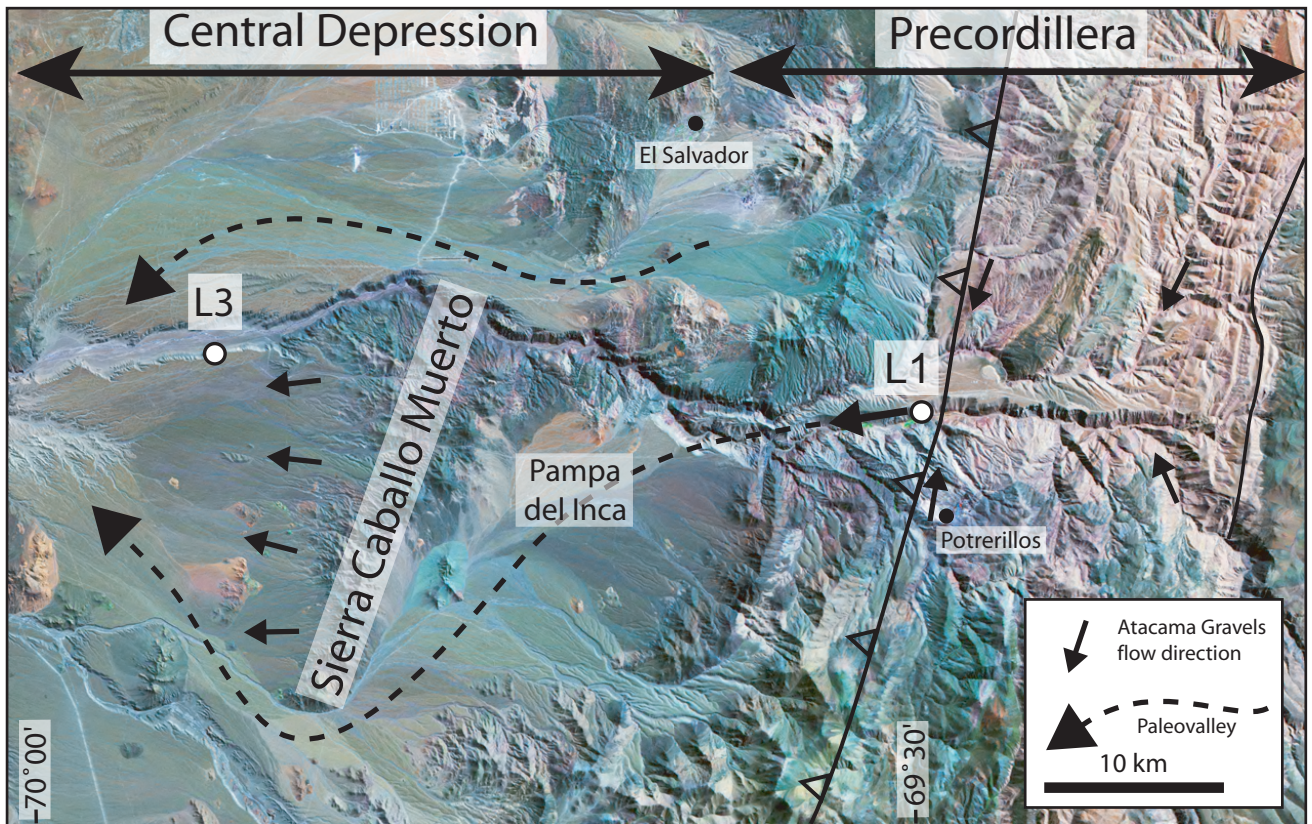 Central Depression
Precordillera
El Salvador
L3
L1
Sierra Caballo Muerto
Pampa
del Inca
Potrerillos
Atacama Gravels
flow direction
Paleovalley
10 km
70°00'
69°30'